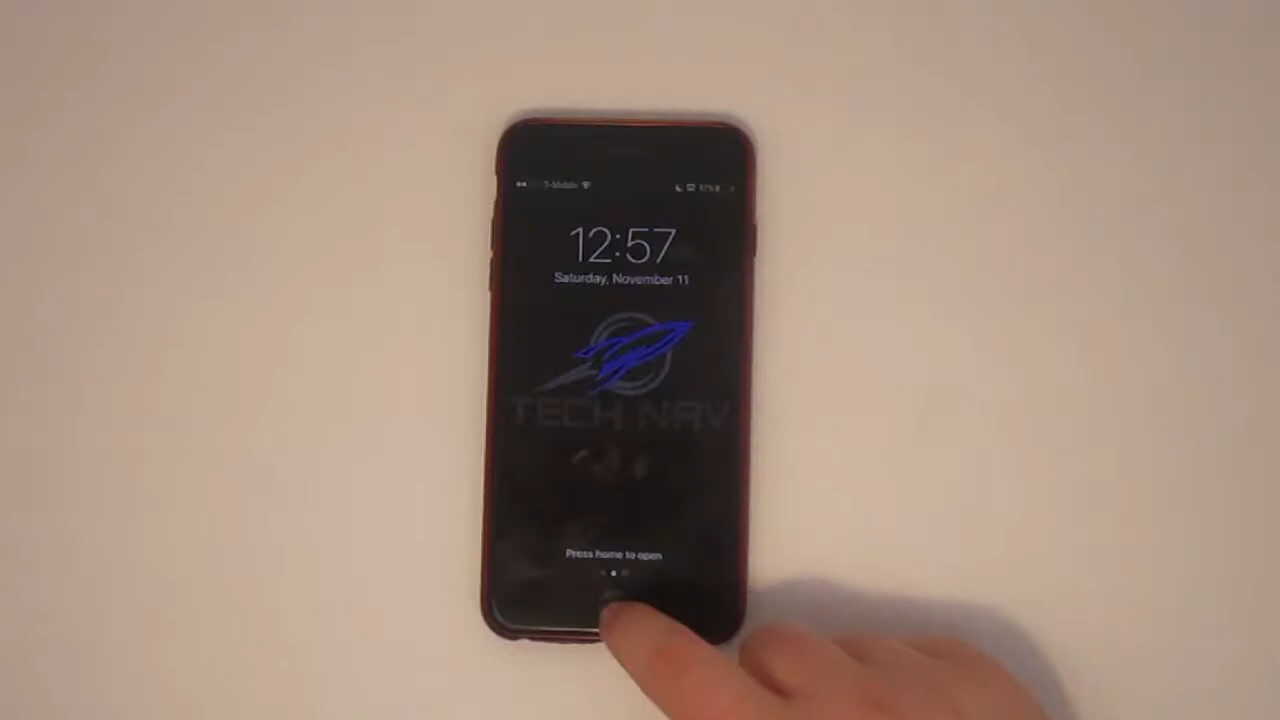 T-Mobile
12:57
Saturday, November 11
TECH NAV
Press home to open